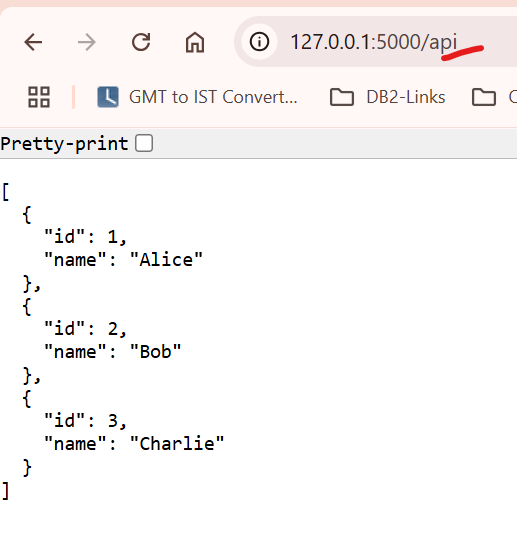 127.0.0.1:5000/api
GMT to IST Convert... DB2-Links
Pretty-print
[
  {
    "id": 1,
    "name": "Alice"
  },
  {
    "id": 2,
    "name": "Bob"
  },
  {
    "id": 3,
    "name": "Charlie"
  }
]